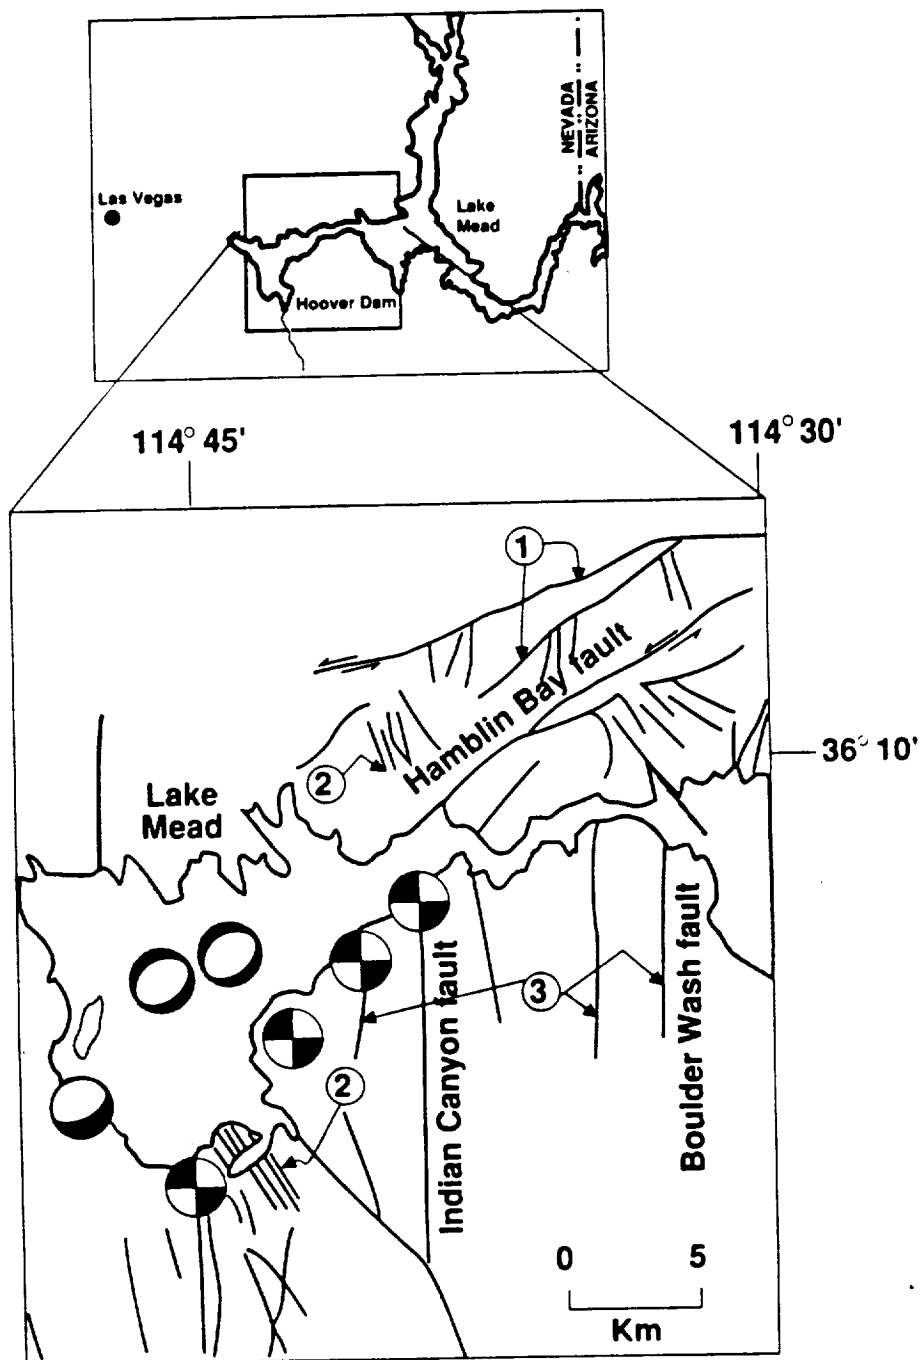 NEVADA
ARIZONA
Las Vegas
Lake
Mead
Hoover Dam
114° 45'
114° 30'
1
Hamblin Bay fault
36° 10'
2
Lake
Mead
3
2
Indian Canyon fault
Boulder Wash fault
0 5
Km